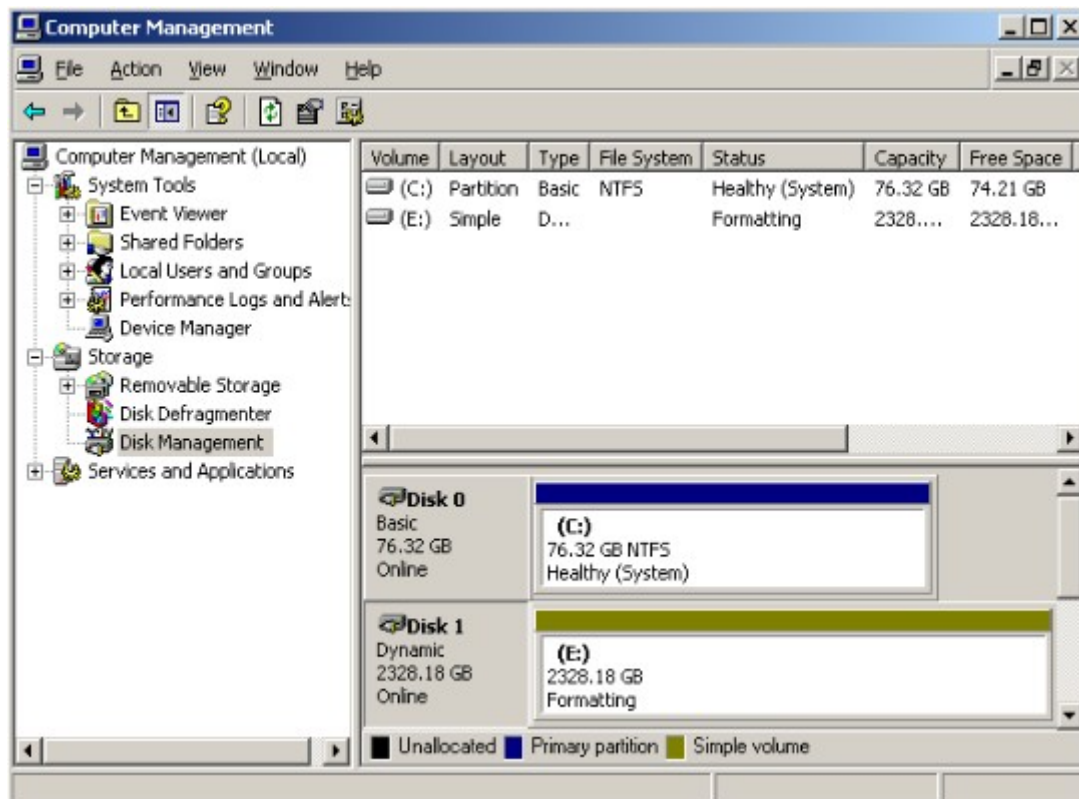 Computer Management
File Action View Window Help
Computer Management (Local)
System Tools
Event Viewer
Shared Folders
Local Users and Groups
Performance Logs and Alert
Device Manager
Storage
Removable Storage
Disk Defragmenter
Disk Management
Services and Applications
Volume Layout Type File System Status Capacity Free Space
(C:) Partition Basic NTFS Healthy (System) 76.32 GB 74.21 GB
(E:) Simple D... Formatting 2328.... 2328.18...
Disk 0
Basic
76.32 GB
Online
(C:)
76.32 GB NTFS
Healthy (System)
Disk 1
Dynamic
2328.18 GB
Online
(E:)
2328.18 GB
Formatting
Unallocated Primary partition Simple volume